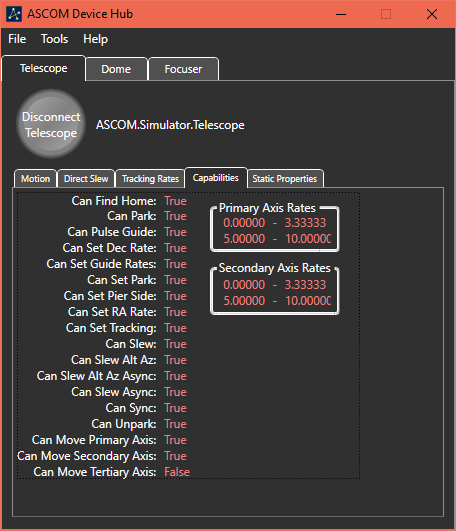 ASCOM Device Hub
File Tools Help
Telescope Dome Focuser
Disconnect
Telescope
ASCOM.Simulator.Telescope
Motion Direct Slew Tracking Rates Capabilities Static Properties
Can Find Home: True
Can Park: True
Can Pulse Guide: True
Can Set Dec Rate: True
Can Set Guide Rates: True
Can Set Park: True
Can Set Pier Side: True
Can Set RA Rate: True
Can Set Tracking: True
Can Slew: True
Can Slew Alt Az: True
Can Slew Alt Az Async: True
Can Slew Async: True
Can Sync: True
Can Unpark: True
Can Move Primary Axis: True
Can Move Secondary Axis: True
Can Move Tertiary Axis: False
Primary Axis Rates
0.00000 - 3.33333
5.00000 - 10.00000
Secondary Axis Rates
0.00000 - 3.33333
5.00000 - 10.00000